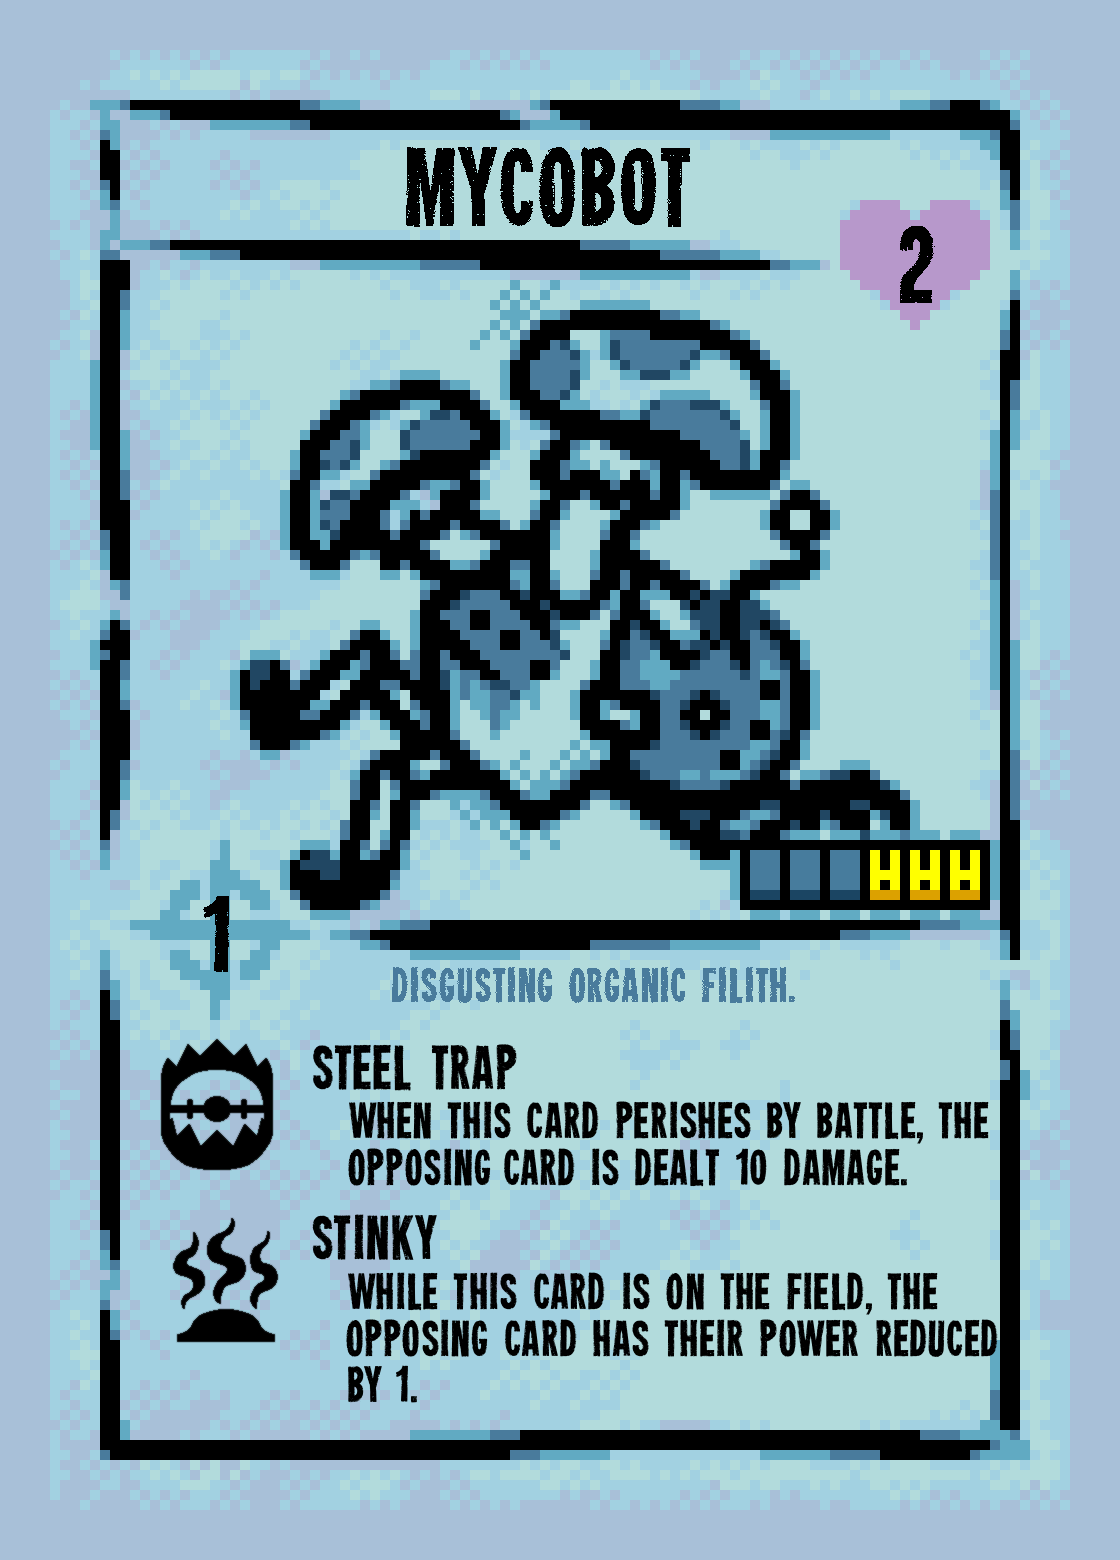 MYCOBOT
2
1
DISGUSTING ORGANIC FILITH.
STEEL TRAP
WHEN THIS CARD PERISHES BY BATTLE, THE
OPPOSING CARD IS DEALT 10 DAMAGE.
STINKY
WHILE THIS CARD IS ON THE FIELD, THE
OPPOSING CARD HAS THEIR POWER REDUCED
BY 1.